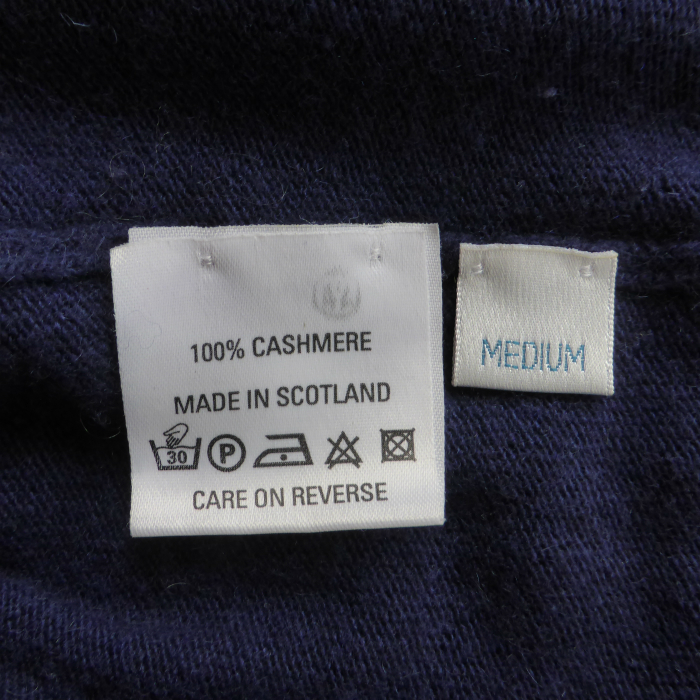 100% CASHMERE
MADE IN SCOTLAND
30 P
CARE ON REVERSE
MEDIUM